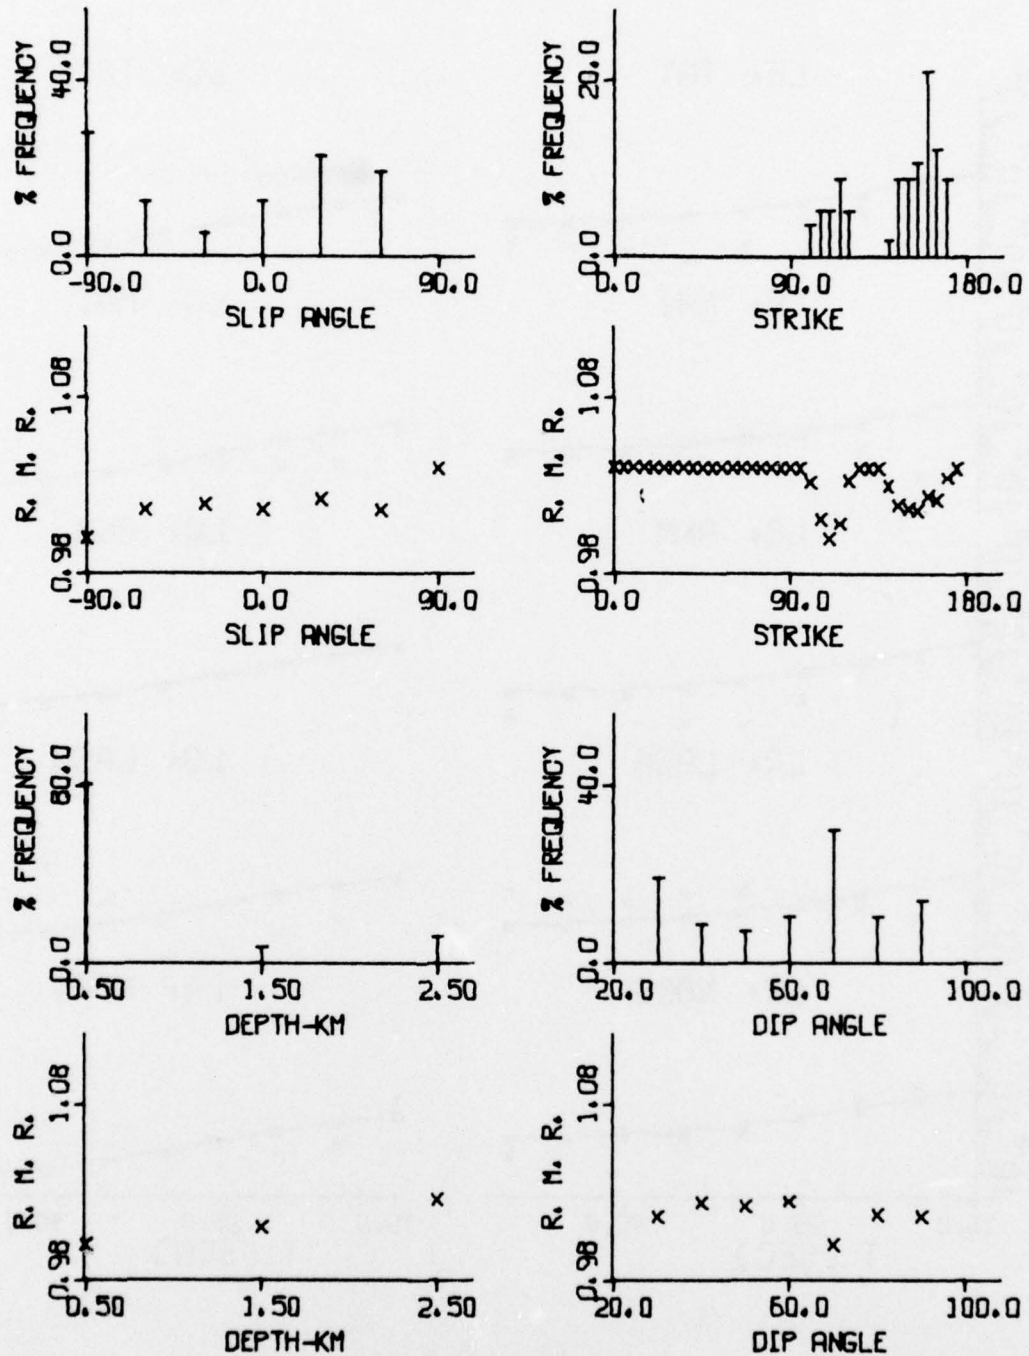 % FREQUENCY
40.0
0.0
-90.0 0.0 90.0
SLIP ANGLE
% FREQUENCY
20.0
0.0
0.0 90.0 180.0
STRIKE
R. M. R.
1.08
0.98
-90.0 0.0 90.0
SLIP ANGLE
R. M. R.
1.08
0.98
0.0 90.0 180.0
STRIKE
% FREQUENCY
80.0
0.0
0.50 1.50 2.50
DEPTH-KM
% FREQUENCY
40.0
0.0
20.0 60.0 100.0
DIP ANGLE
R. M. R.
1.08
0.98
0.50 1.50 2.50
DEPTH-KM
R. M. R.
1.08
0.98
20.0 60.0 100.0
DIP ANGLE